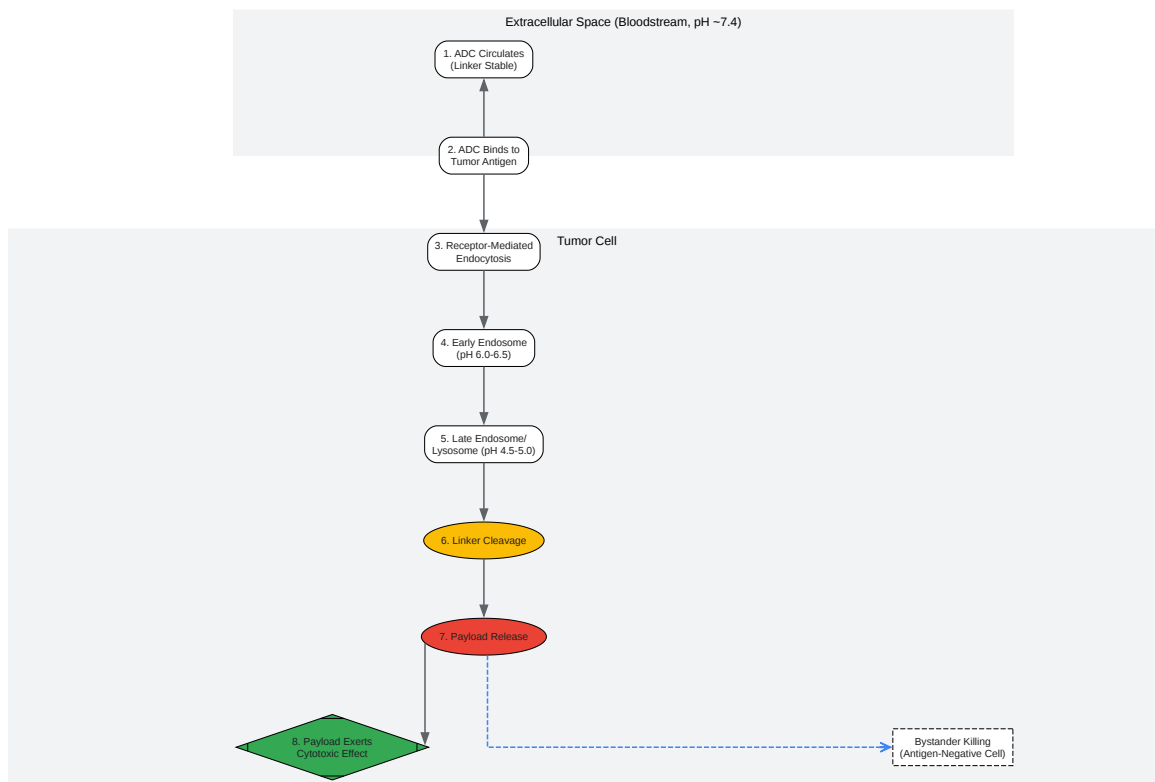 Extracellular Space (Bloodstream, pH ~7.4)
1. ADC Circulates
(Linker Stable)
2. ADC Binds to
Tumor Antigen
Tumor Cell
3. Receptor-Mediated
Endocytosis
4. Early Endosome
(pH 6.0-6.5)
5. Late Endosome/
Lysosome (pH 4.5-5.0)
6. Linker Cleavage
7. Payload Release
8. Payload Exerts
Cytotoxic Effect
Bystander Killing
(Antigen-Negative Cell)